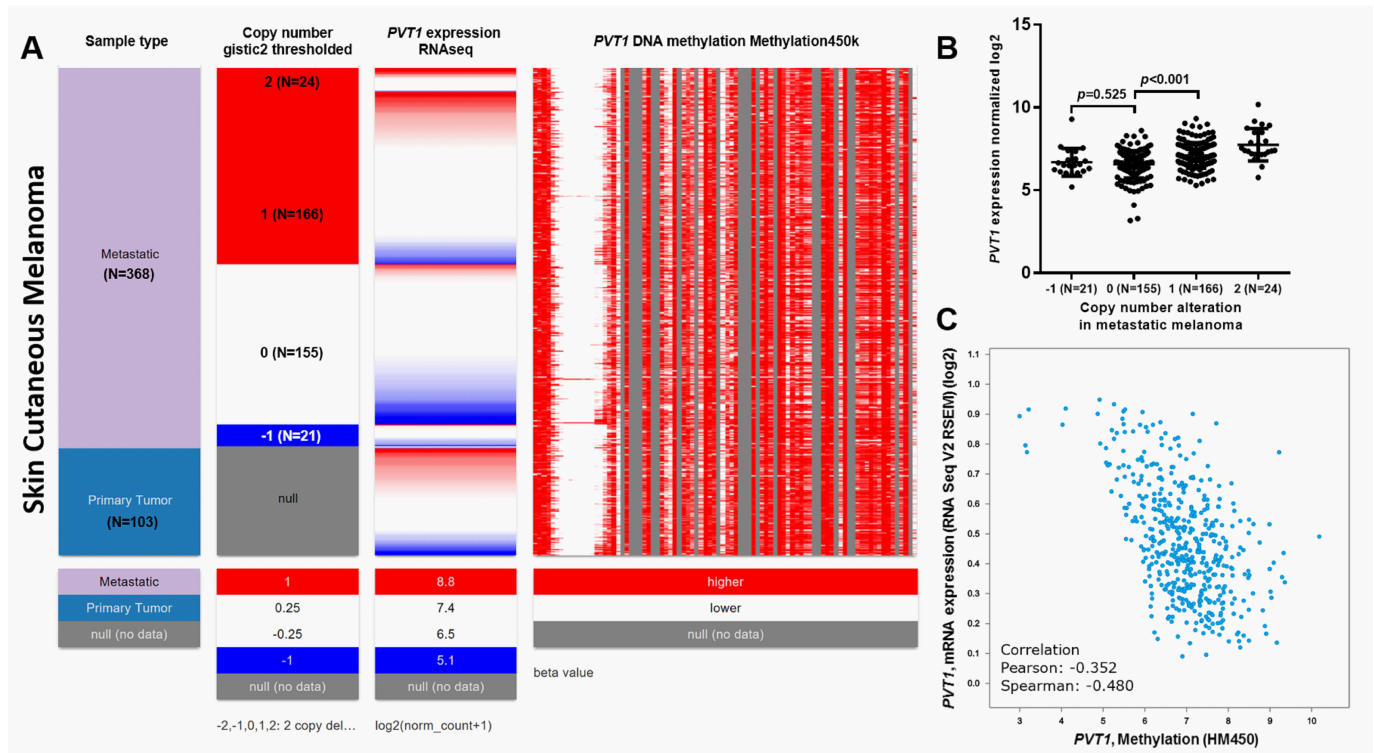 A
Skin Cutaneous Melanoma
Sample type
Copy number
gistic2 thresholded
PVT1 expression
RNAseq
PVT1 DNA methylation Methylation450k
Metastatic
(N=368)
Primary Tumor
(N=103)
2 (N=24)
1 (N=166)
0 (N=155)
-1 (N=21)
null
Metastatic
Primary Tumor
null (no data)
1
0.25
-0.25
-1
null (no data)
-2,-1,0,1,2: 2 copy del...
8.8
7.4
6.5
5.1
null (no data)
log2(norm_count+1)
higher
lower
null (no data)
beta value
B
PVT1 expression normalized log2
15
10
5
0
p=0.525
p<0.001
-1 (N=21) 0 (N=155) 1 (N=166) 2 (N=24)
Copy number alteration
in metastatic melanoma
C
PVT1, mRNA expression (RNA Seq V2 RSEM) (log2)
1.1
1.0
0.9
0.8
0.7
0.6
0.5
0.4
0.3
0.2
0.1
0.0
Correlation
Pearson: -0.352
Spearman: -0.480
3 4 5 6 7 8 9 10
PVT1, Methylation (HM450)